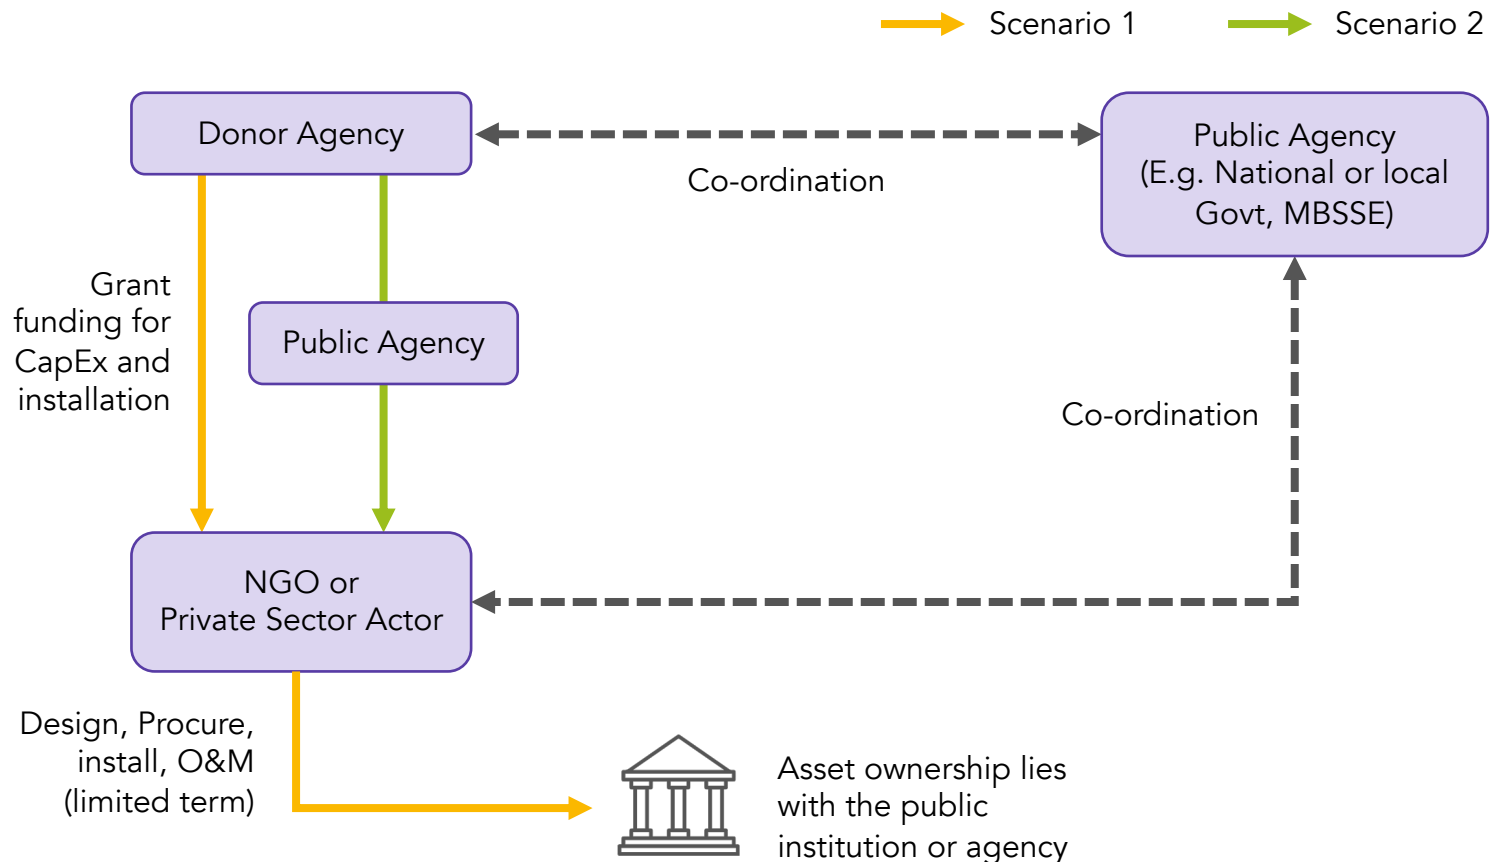 Scenario 1
Scenario 2
Donor Agency
Co-ordination
Public Agency
(E.g. National or local
Govt, MBSSE)
Grant
funding for
CapEx and
installation
Public Agency
Co-ordination
NGO or
Private Sector Actor
Design, Procure,
install, O&M
(limited term)
Asset ownership lies
with the public
institution or agency